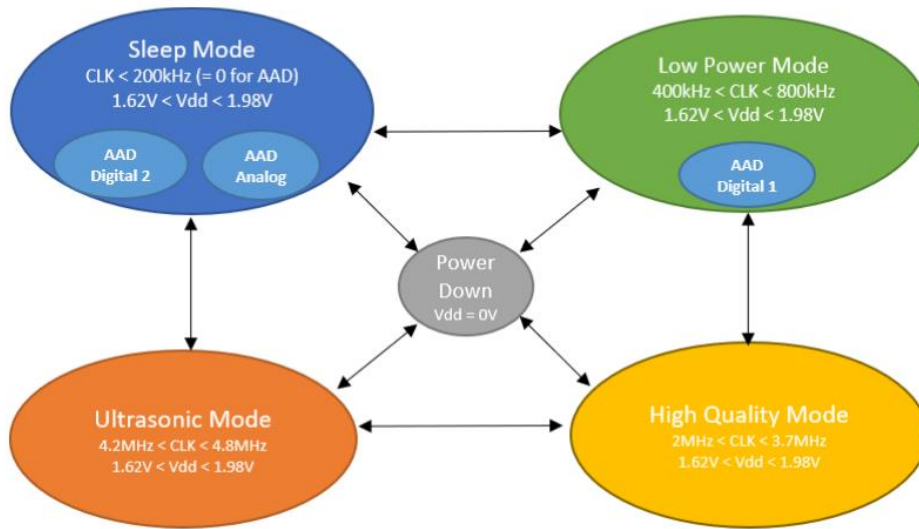 Sleep Mode
CLK < 200kHz (= 0 for AAD)
1.62V < Vdd < 1.98V
AAD
Digital 2
AAD
Analog
Low Power Mode
400kHz < CLK < 800kHz
1.62V < Vdd < 1.98V
AAD
Digital 1
Power
Down
Vdd = 0V
Ultrasonic Mode
4.2MHz < CLK < 4.8MHz
1.62V < Vdd < 1.98V
High Quality Mode
2MHz < CLK < 3.7MHz
1.62V < Vdd < 1.98V